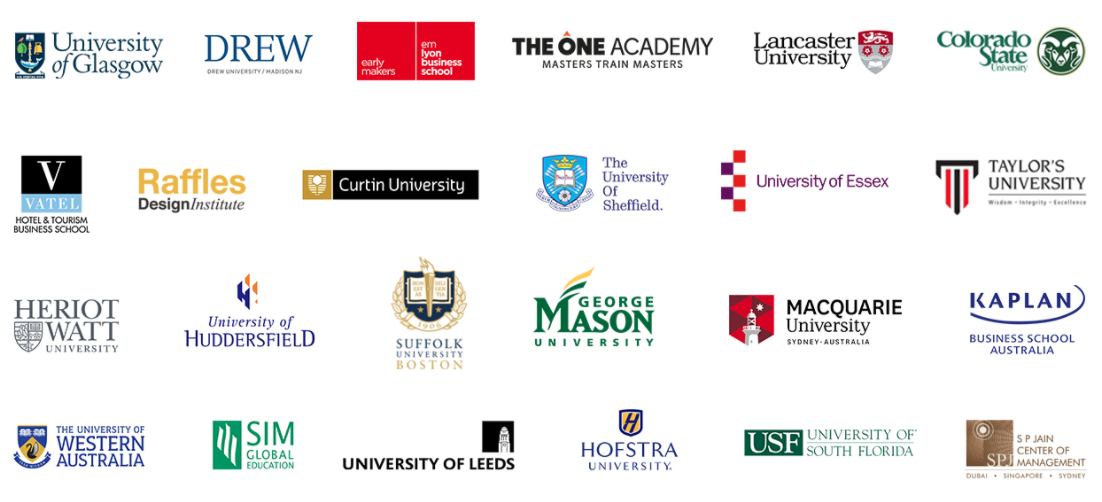 University
of Glasgow
DREW
DREW UNIVERSITY / MADISON NJ
early
makers
em
lyon
business
school
THE ONE ACADEMY
MASTERS TRAIN MASTERS
Lancaster
University
Colorado
State
University
V
VATEL
HOTEL & TOURISM
BUSINESS SCHOOL
Raffles
DesignInstitute
Curtin University
The
University
Of
Sheffield.
University of Essex
TAYLOR'S
UNIVERSITY
Wisdom • Integrity • Excellence
HERIOT
WATT
UNIVERSITY
University of
HUDDERSFIELD
1906
SUFFOLK
UNIVERSITY
BOSTON
GEORGE
MASON
UNIVERSITY
MACQUARIE
University
SYDNEY·AUSTRALIA
KAPLAN
BUSINESS SCHOOL
AUSTRALIA
THE UNIVERSITY OF
WESTERN
AUSTRALIA
SIM
GLOBAL
EDUCATION
UNIVERSITY OF LEEDS
H
HOFSTRA
UNIVERSITY.
USF
UNIVERSITY OF
SOUTH FLORIDA
SPJ
S P JAIN
CENTER OF
MANAGEMENT
DUBAI • SINGAPORE • SYDNEY